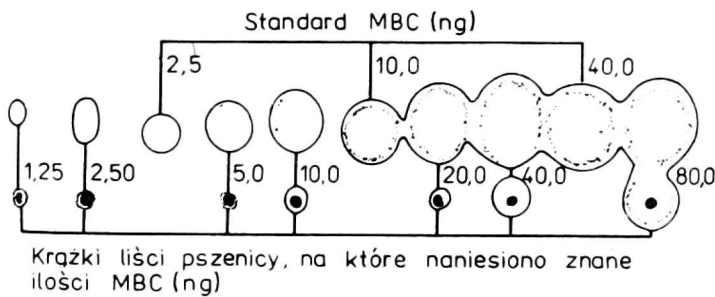 Standard MBC (ng)
2,5 10,0 40,0
1,25 2,50 5,0 10,0 20,0 40,0 80,0
Krążki liści pszenicy, na które naniesiono znane
ilości MBC (ng)